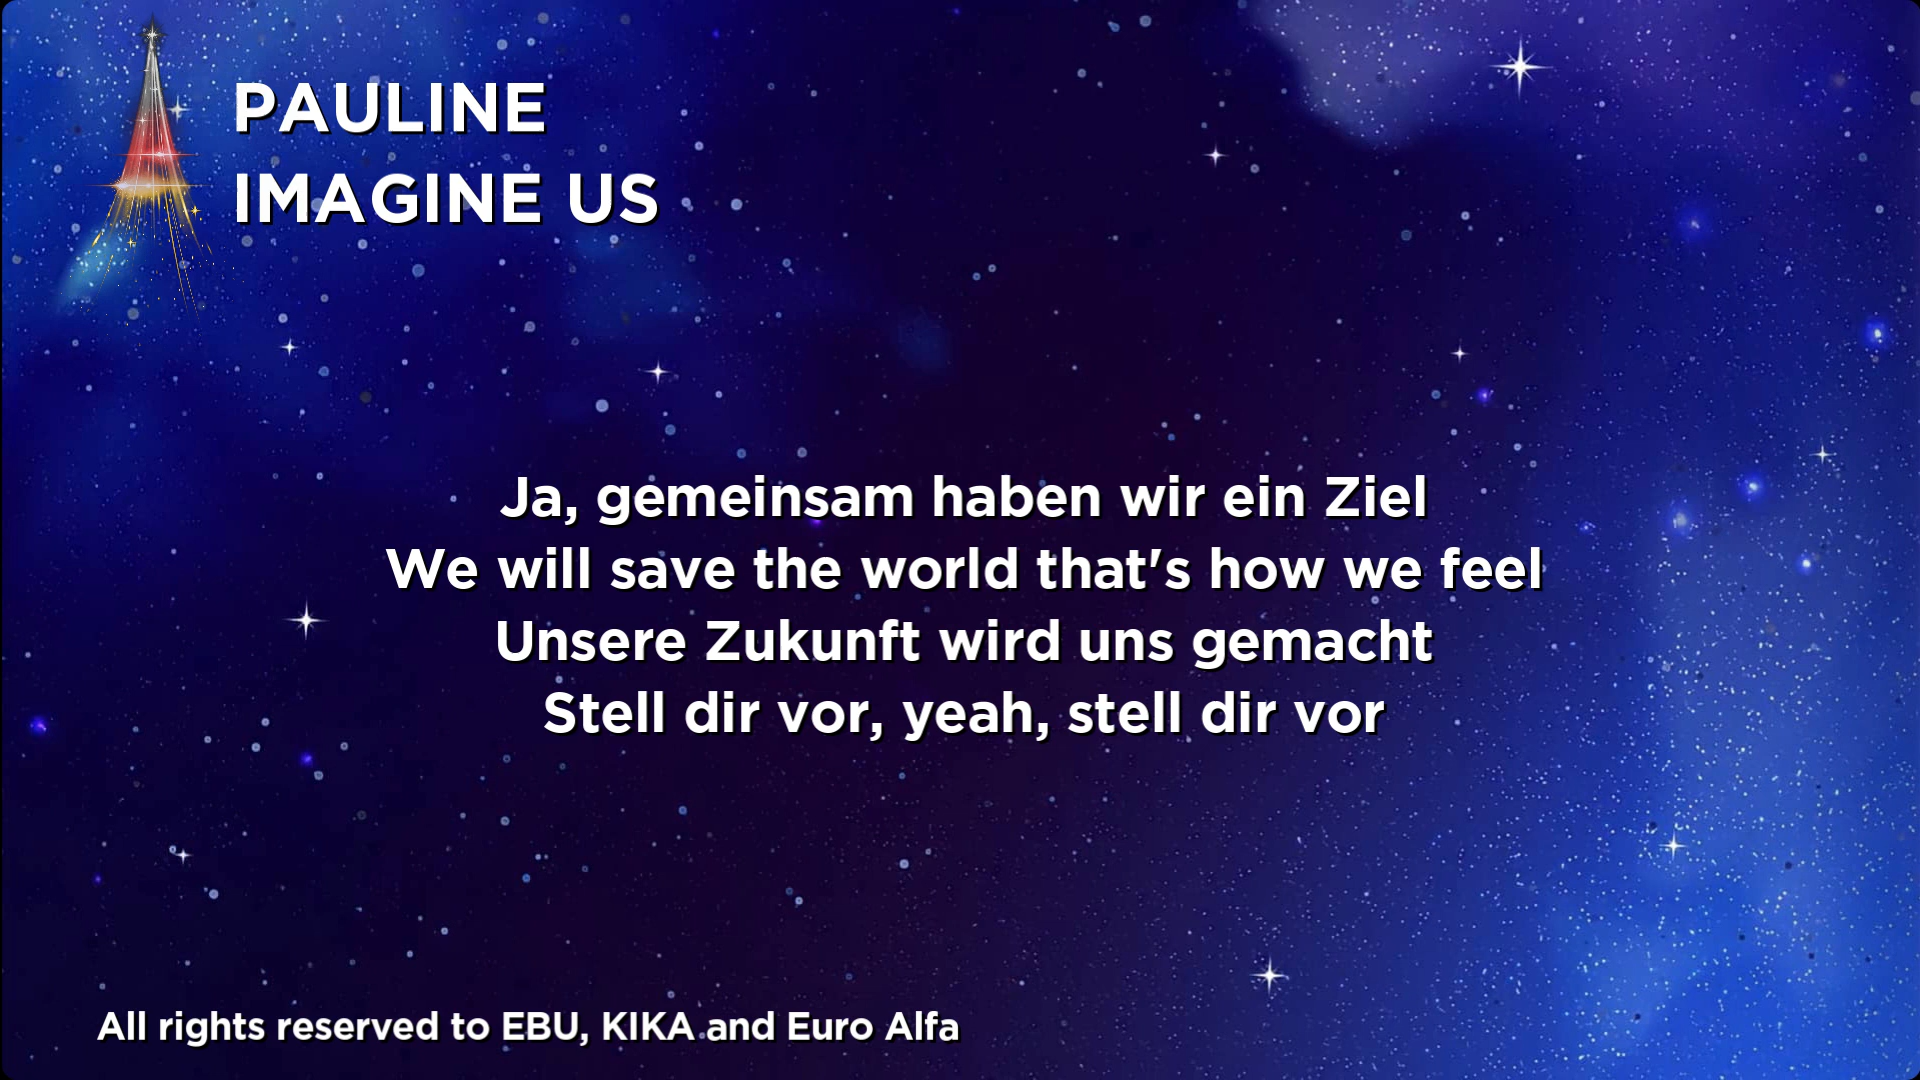 PAULINE
IMAGINE US
Ja, gemeinsam haben wir ein Ziel
We will save the world that's how we feel
Unsere Zukunft wird uns gemacht
Stell dir vor, yeah, stell dir vor
All rights reserved to EBU, KIKA and Euro Alfa